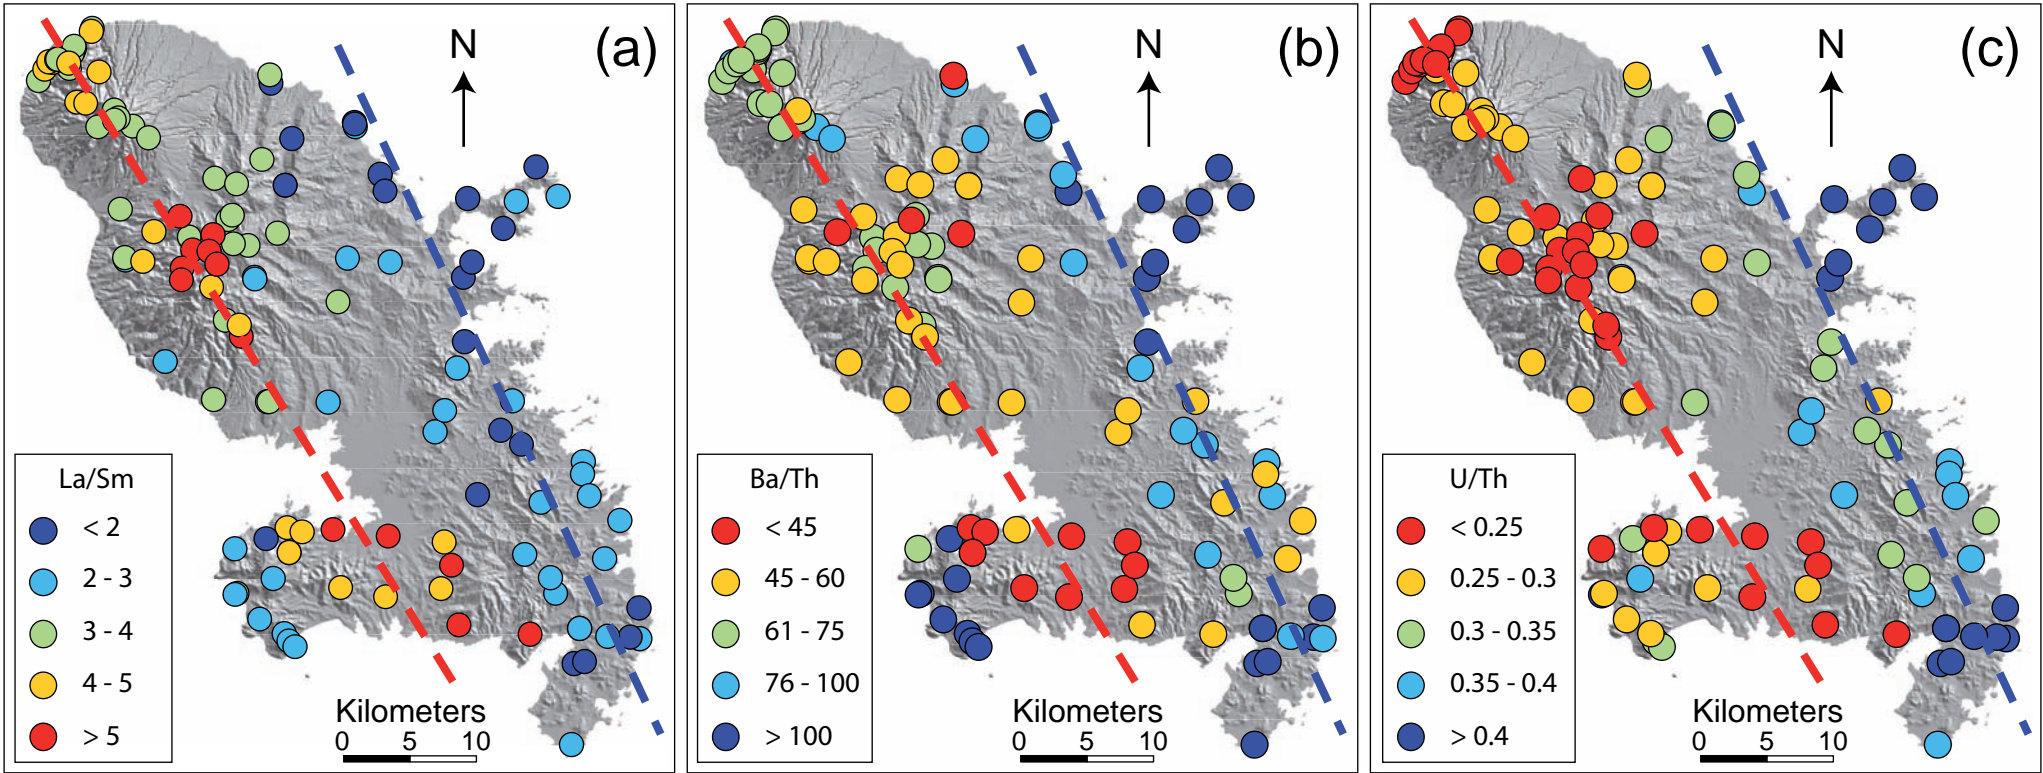 (a)
N
La/Sm
< 2
2 - 3
3 - 4
4 - 5
> 5
Kilometers
0 5 10
(b)
N
Ba/Th
< 45
45 - 60
61 - 75
76 - 100
> 100
Kilometers
0 5 10
(c)
N
U/Th
< 0.25
0.25 - 0.3
0.3 - 0.35
0.35 - 0.4
> 0.4
Kilometers
0 5 10